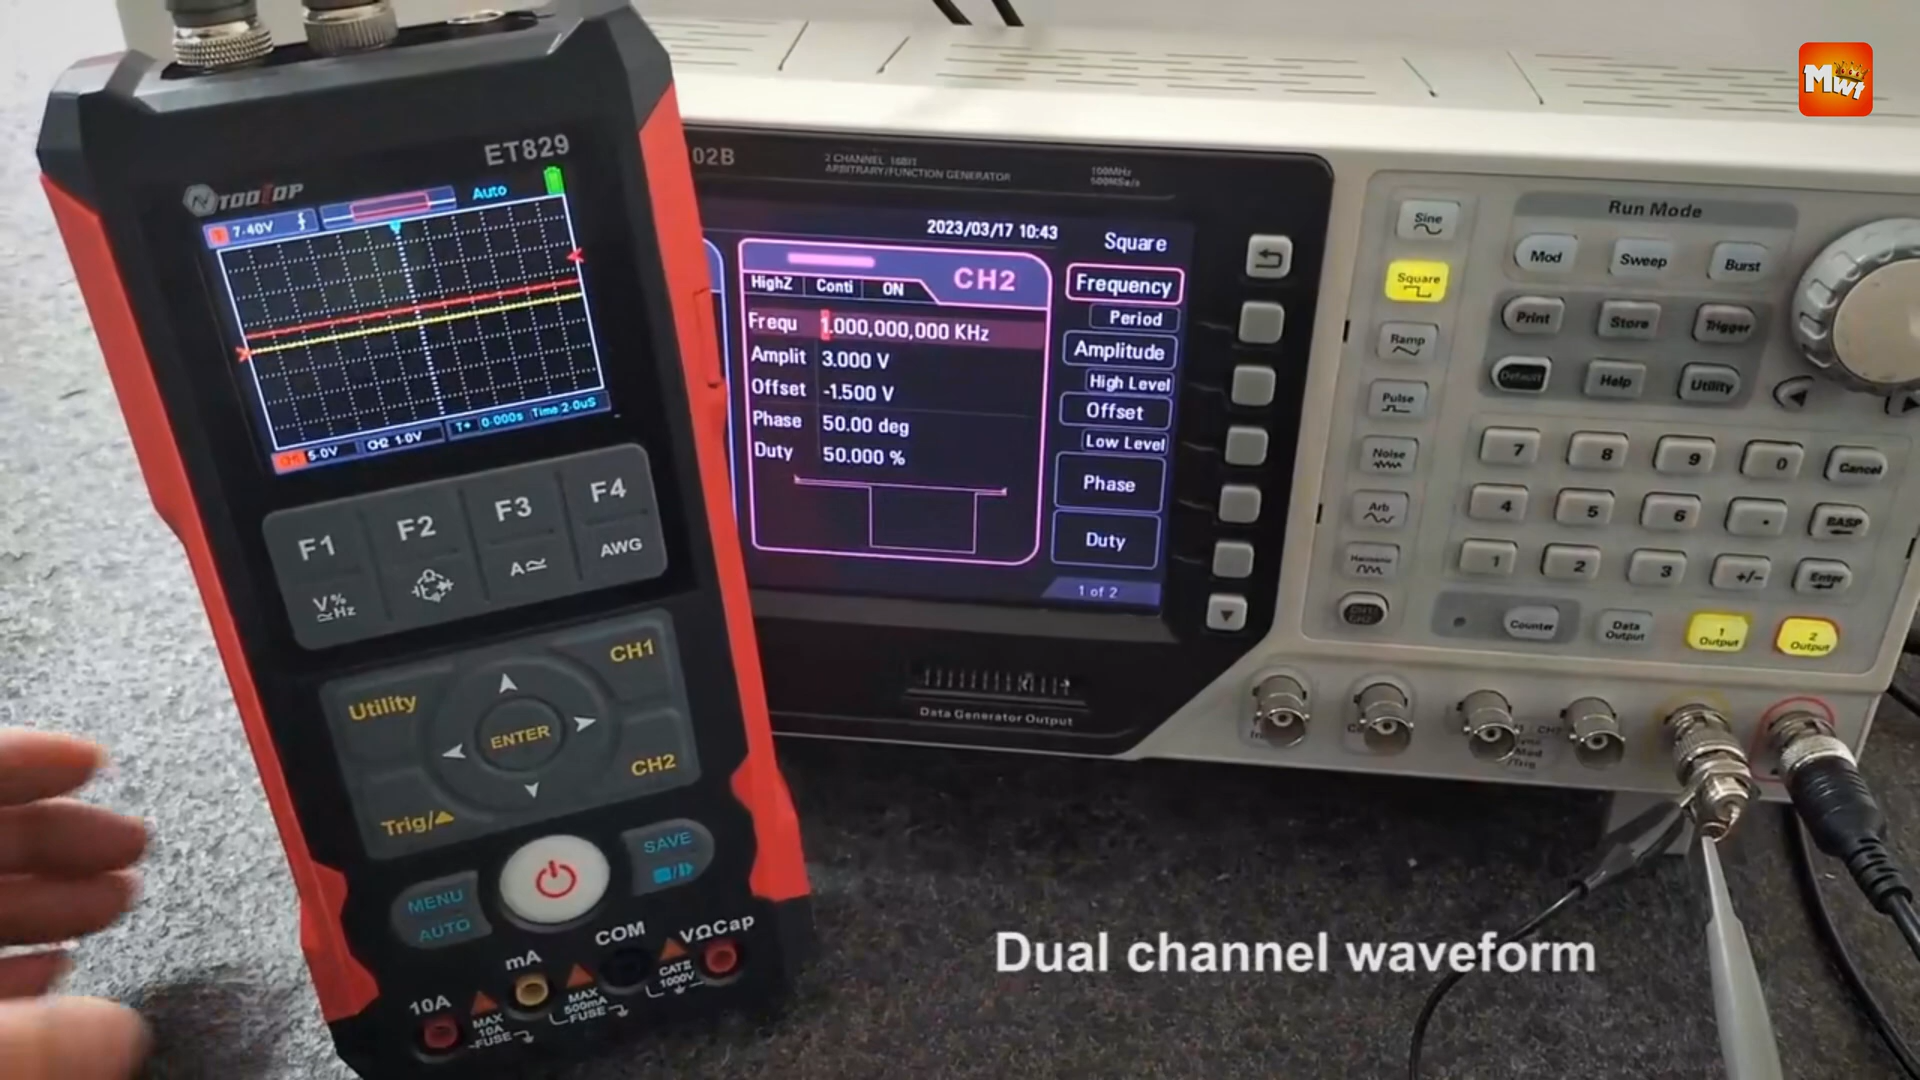 Mwt
ET829
TOOLTOP
Auto
7.40V
CH1 5.0V
CH2 1.0V
T+ 0.000s
Time 2.0uS
F1
F2
F3
F4
V%
≃Hz
A≃
AWG
Utility
CH1
ENTER
CH2
Trig/
MENU
AUTO
SAVE
10A
mA
COM
VΩCap
MAX
10A
FUSE
MAX
500mA
FUSE
CATII
1000V
02B
2 CHANNEL 16BIT
ARBITRARY/FUNCTION GENERATOR
100MHz
500MSa/s
2023/03/17 10:43
Square
CH2
HighZ Conti ON
Frequ 1.000,000,000 KHz
Amplit 3.000 V
Offset -1.500 V
Phase 50.00 deg
Duty 50.000 %
Frequency
Period
Amplitude
High Level
Offset
Low Level
Phase
Duty
1 of 2
Data Generator Output
Sine
Square
Ramp
Pulse
Noise
Arb
Harmonic
Run Mode
Mod
Sweep
Burst
Print
Store
Trigger
Default
Help
Utility
7
8
9
0
Cancel
4
5
6
.
BKSP
1
2
3
+/-
Enter
Counter
Data
Output
1
Output
2
Output
Dual channel waveform